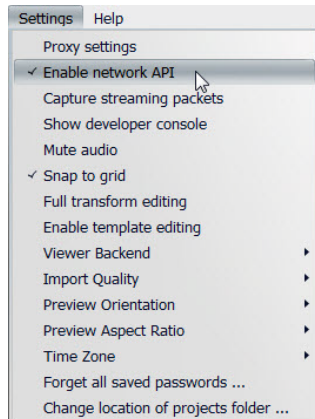 Settings Help
Proxy settings
✓ Enable network API
Capture streaming packets
Show developer console
Mute audio
✓ Snap to grid
Full transform editing
Enable template editing
Viewer Backend
Import Quality
Preview Orientation
Preview Aspect Ratio
Time Zone
Forget all saved passwords ...
Change location of projects folder ...